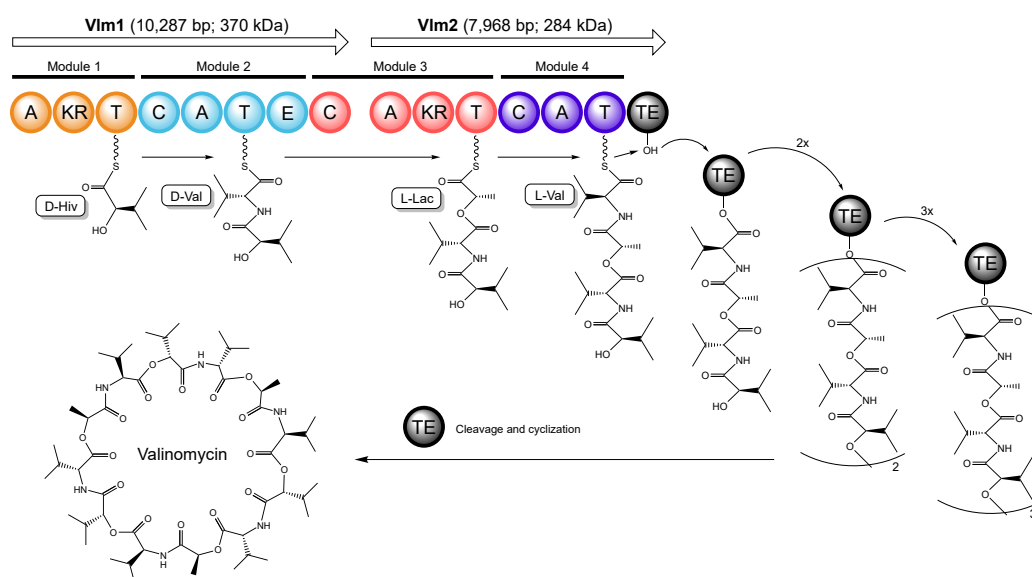 Vlm1 (10,287 bp; 370 kDa) Vlm2 (7,968 bp; 284 kDa)
Module 1 Module 2 Module 3 Module 4
A KR T C A T E C A KR T C A T TE
OH
2x
3x
TE
TE
TE
S S S S
D-Hiv D-Val L-Lac L-Val
O O O O
HO
NH NH NH NH
O O O O
HO
O O O O
NH NH NH NH
O O O O
HO
HO
HO
O O
2
3
TE Cleavage and cyclization
Valinomycin
O O O O O O
N H
H N
O O O O
NH
HN
O O O O
NH
N H
O O O O